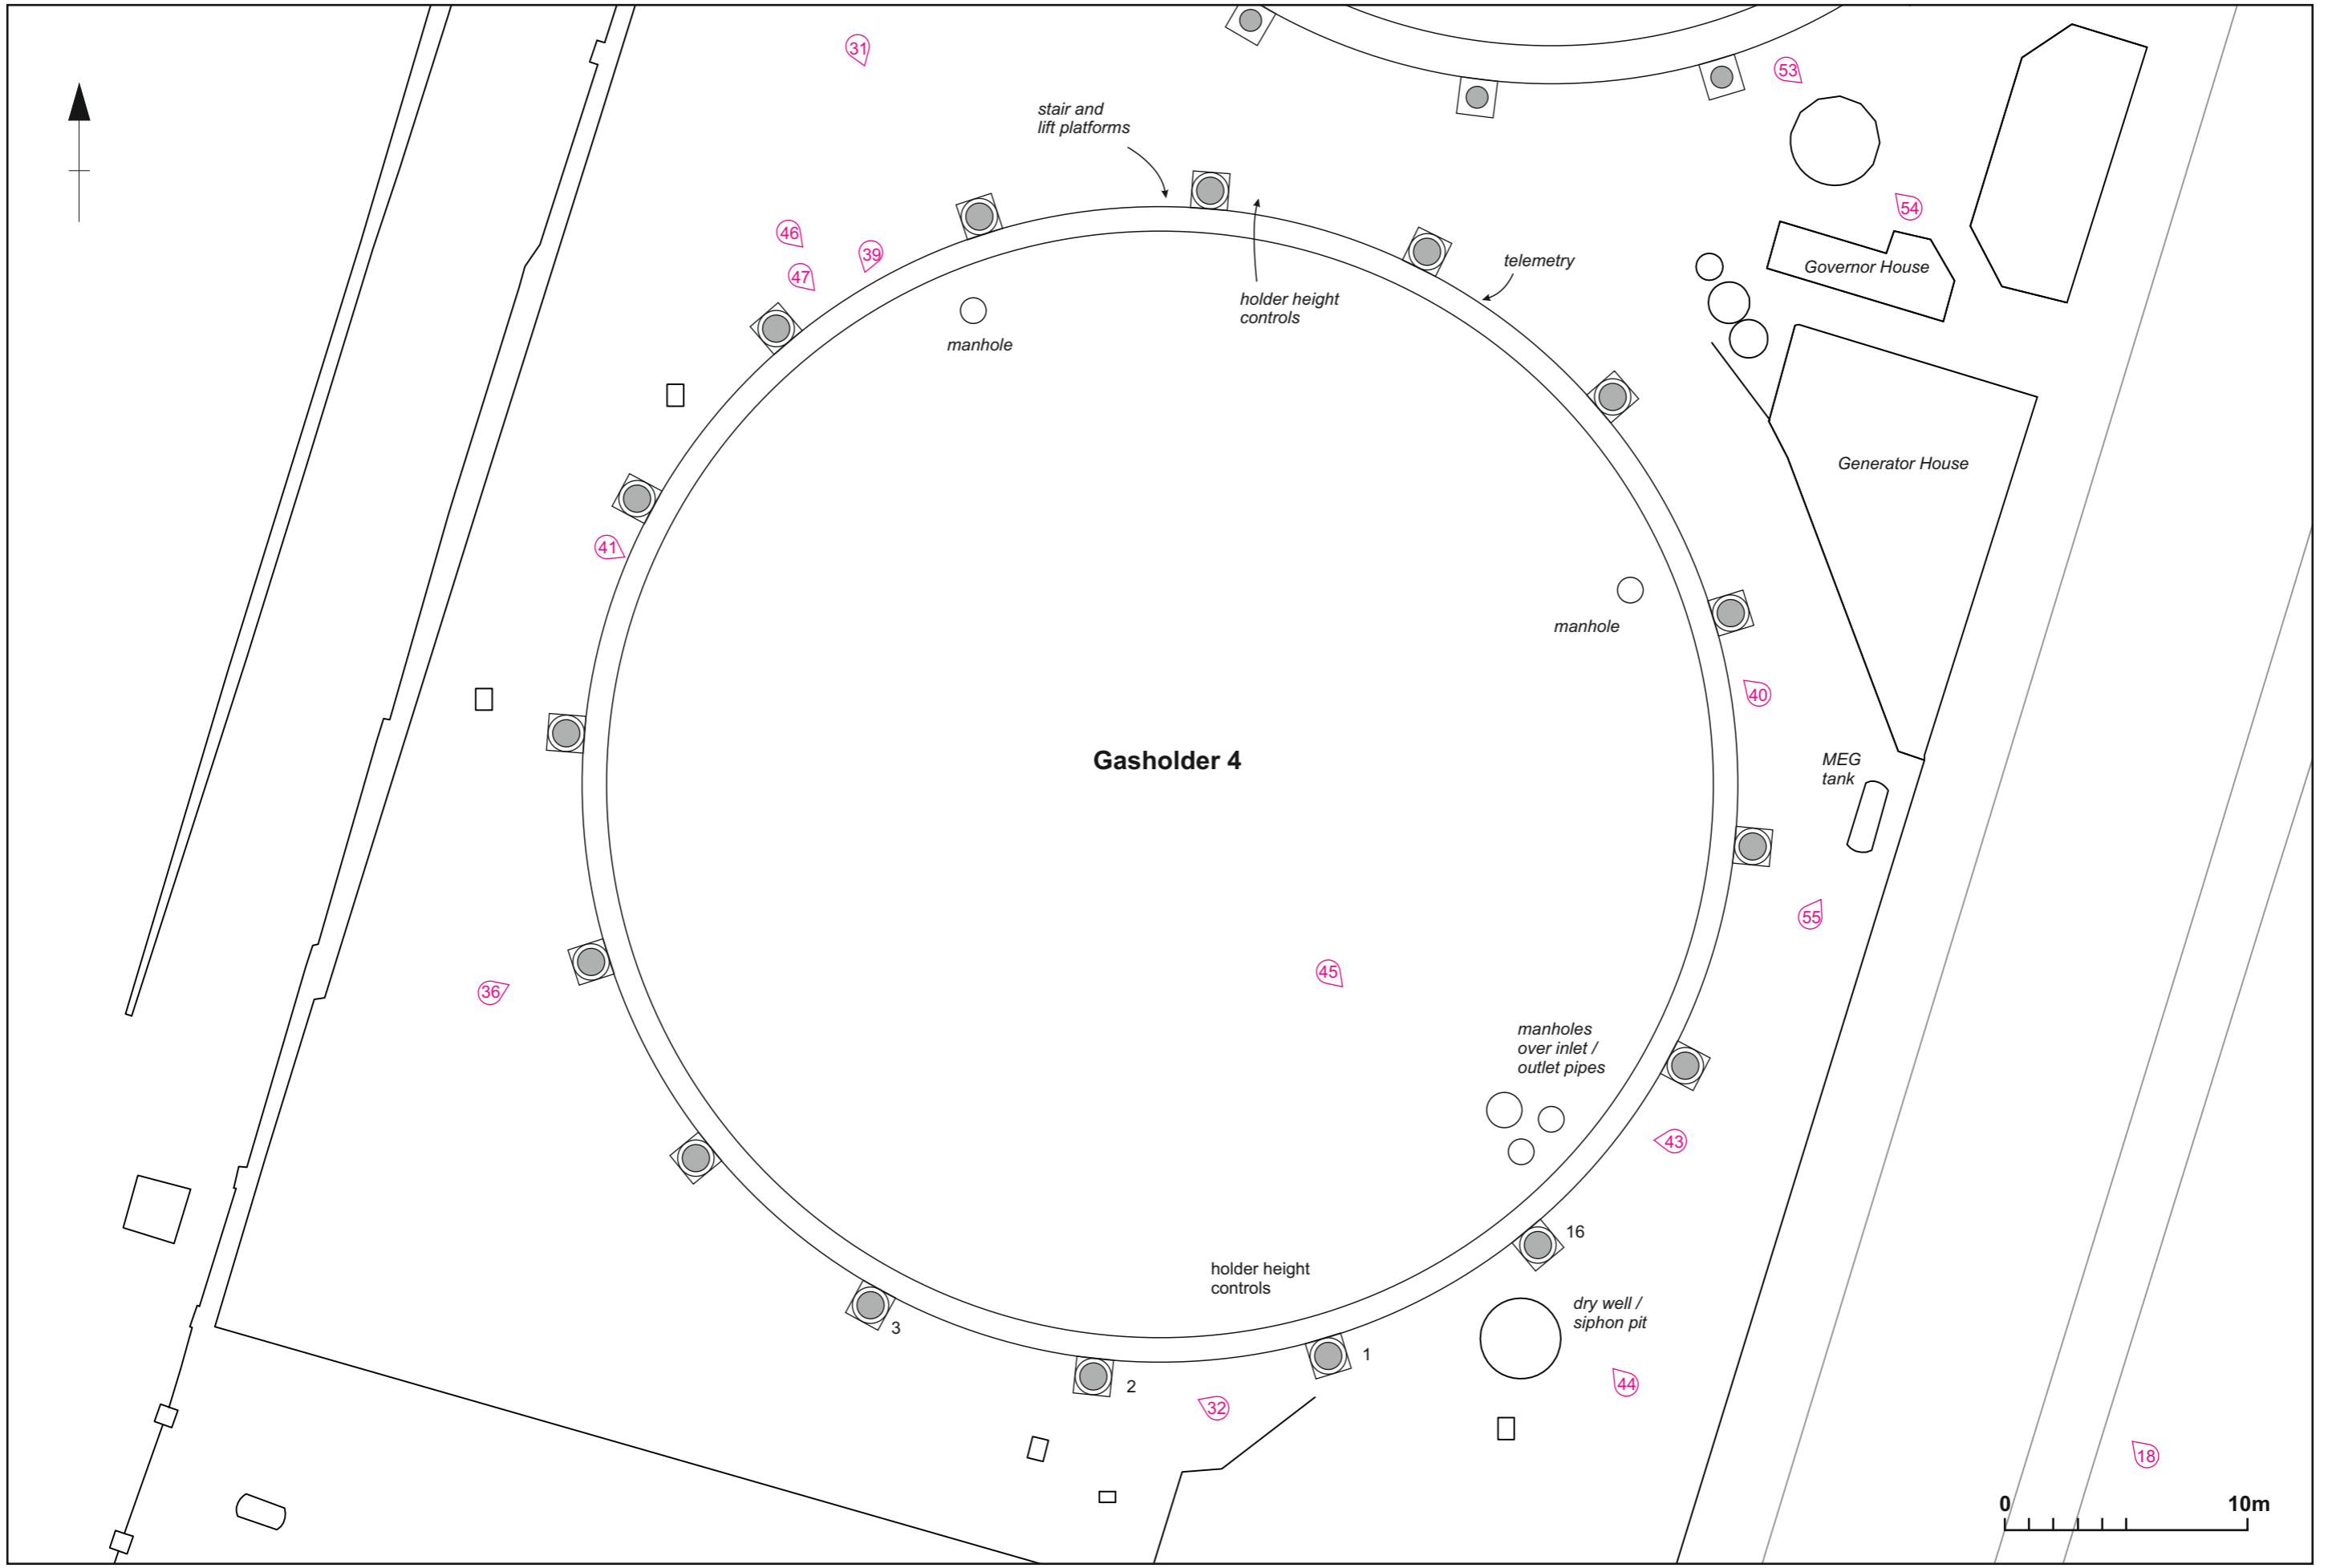 31
53
stair and
lift platforms
54
46
39
47
telemetry
Governor House
holder height
controls
manhole
Generator House
41
manhole
40
Gasholder 4
MEG
tank
55
45
36
manholes
over inlet /
outlet pipes
43
16
holder height
controls
dry well /
siphon pit
3
1
2
44
32
18
0
10m